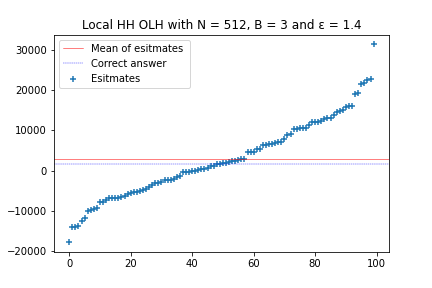 Local HH OLH with N = 512, B = 3 and ε = 1.4
Mean of esitmates
Correct answer
Esitmates
30000
20000
10000
0
−10000
−20000
0 20 40 60 80 100